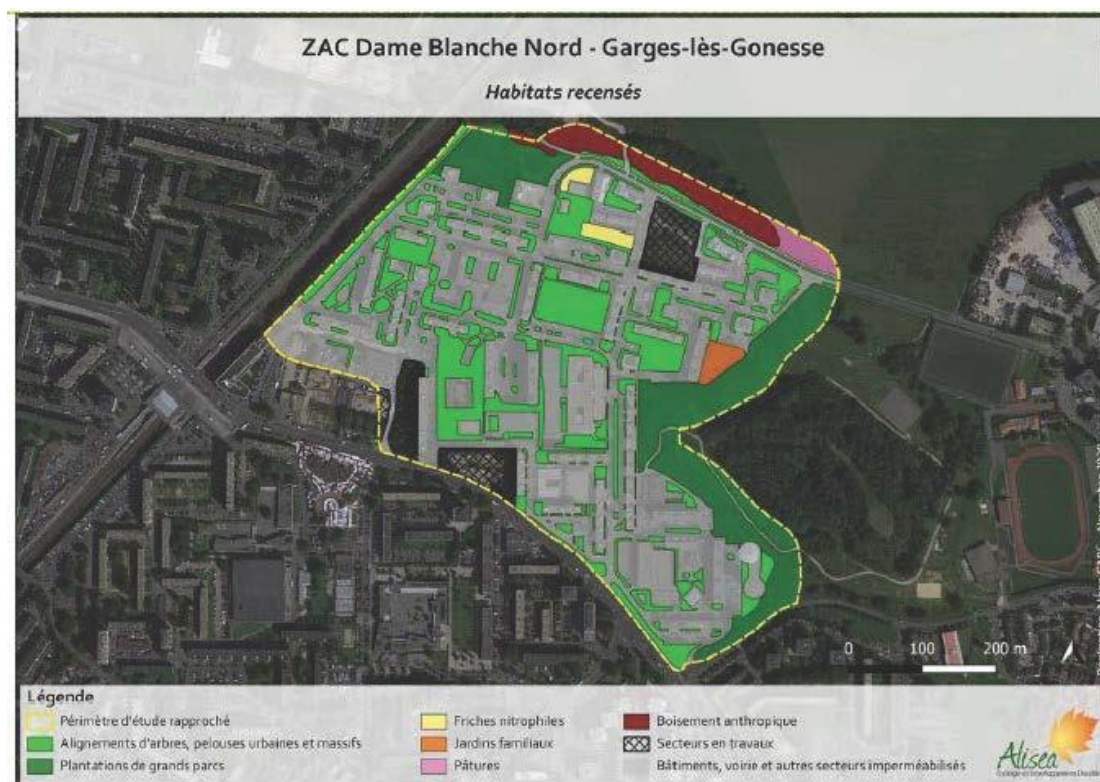 ZAC Dame Blanche Nord - Garges-lès-Gonesse
Habitats recensés
0 100 200 m
Légende
Périmètre d'étude rapproché
Alignements d'arbres, pelouses urbaines et massifs
Plantations de grands parcs
Friches nitrophiles
Jardins familiaux
Pâtures
Boisement anthropique
Secteurs en travaux
Bâtiments, voirie et autres secteurs imperméabilisés
Alisea